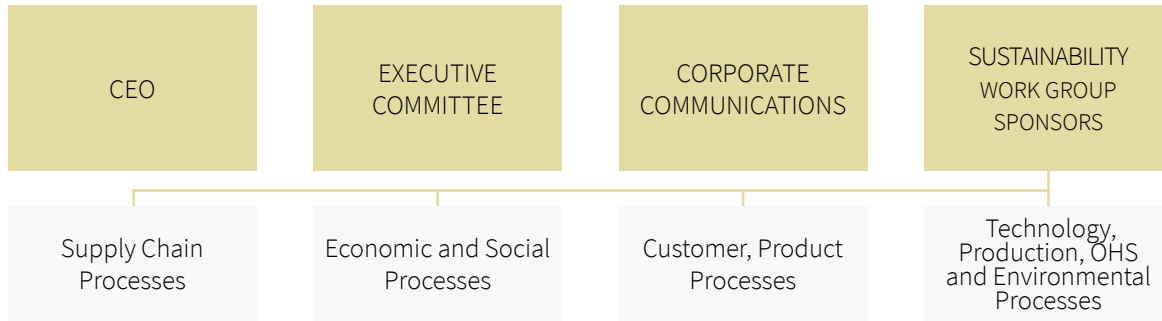 CEO
EXECUTIVE
COMMITTEE
CORPORATE
COMMUNICATIONS
SUSTAINABILITY
WORK GROUP
SPONSORS
Supply Chain
Processes
Economic and Social
Processes
Customer, Product
Processes
Technology,
Production, OHS
and Environmental
Processes